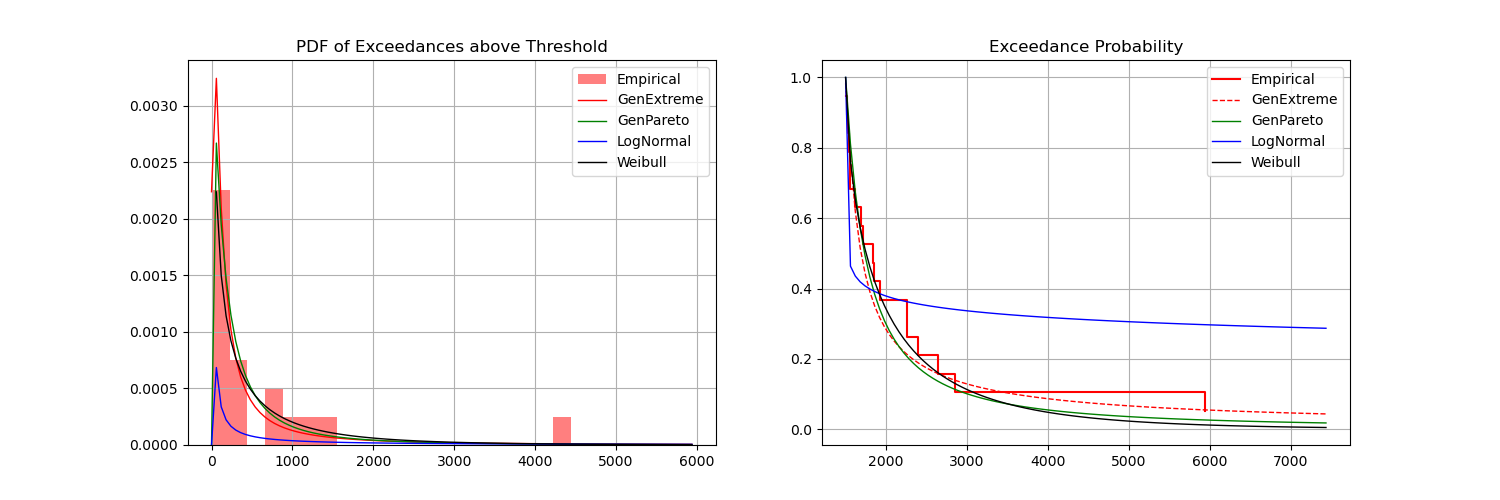 PDF of Exceedances above Threshold
0.0030
0.0025
0.0020
0.0015
0.0010
0.0005
0.0000
0
1000
2000
3000
4000
5000
6000
Empirical
GenExtreme
GenPareto
LogNormal
Weibull
Exceedance Probability
1.0
0.8
0.6
0.4
0.2
0.0
2000
3000
4000
5000
6000
7000
Empirical
GenExtreme
GenPareto
LogNormal
Weibull